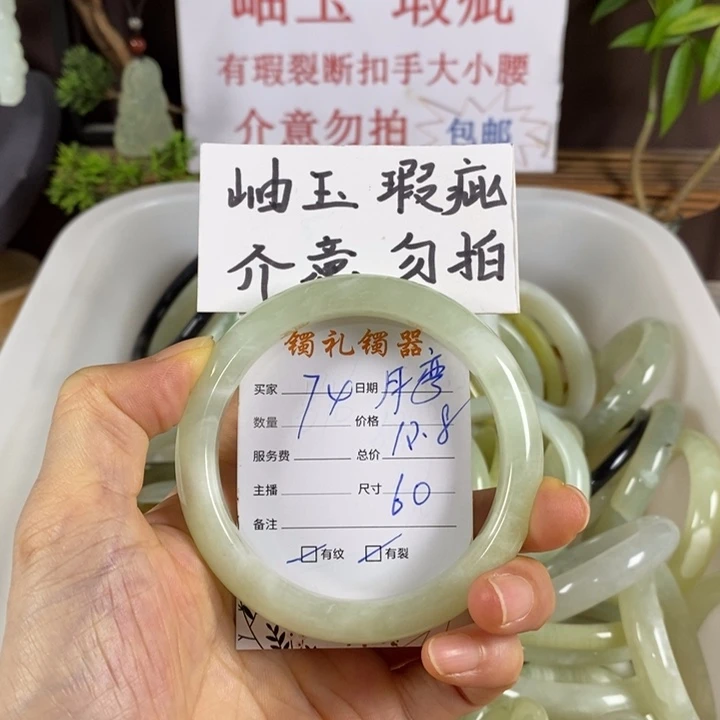 岫玉 瑕疵
有瑕裂断扣手大小腰
介意勿拍 包邮
岫玉 瑕疵
介意 勿拍
镯礼镯器
买家 74 日期 月湾
数量 价格 12.8
服务费 总价
主播 尺寸 60
备注
有纹 有裂